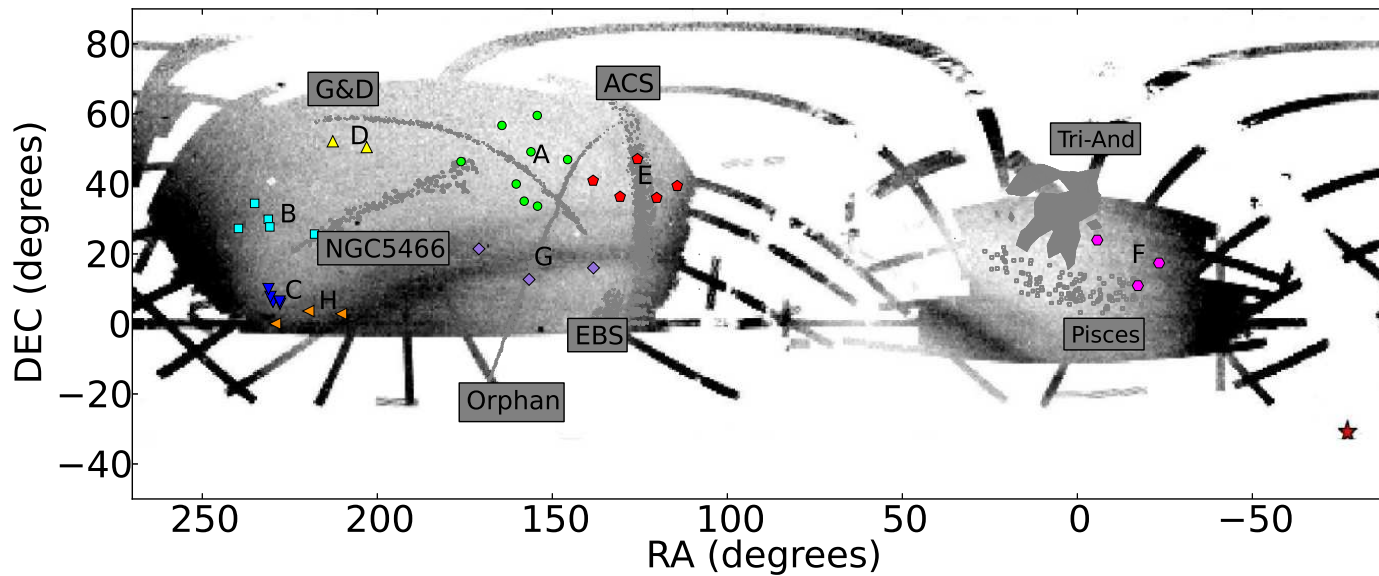 80
60
40
20
0
−20
−40
DEC (degrees)
G&D
ACS
Tri-And
D
A
E
B
NGC5466
G
F
C
H
EBS
Pisces
Orphan
250
200
150
100
50
0
−50
RA (degrees)